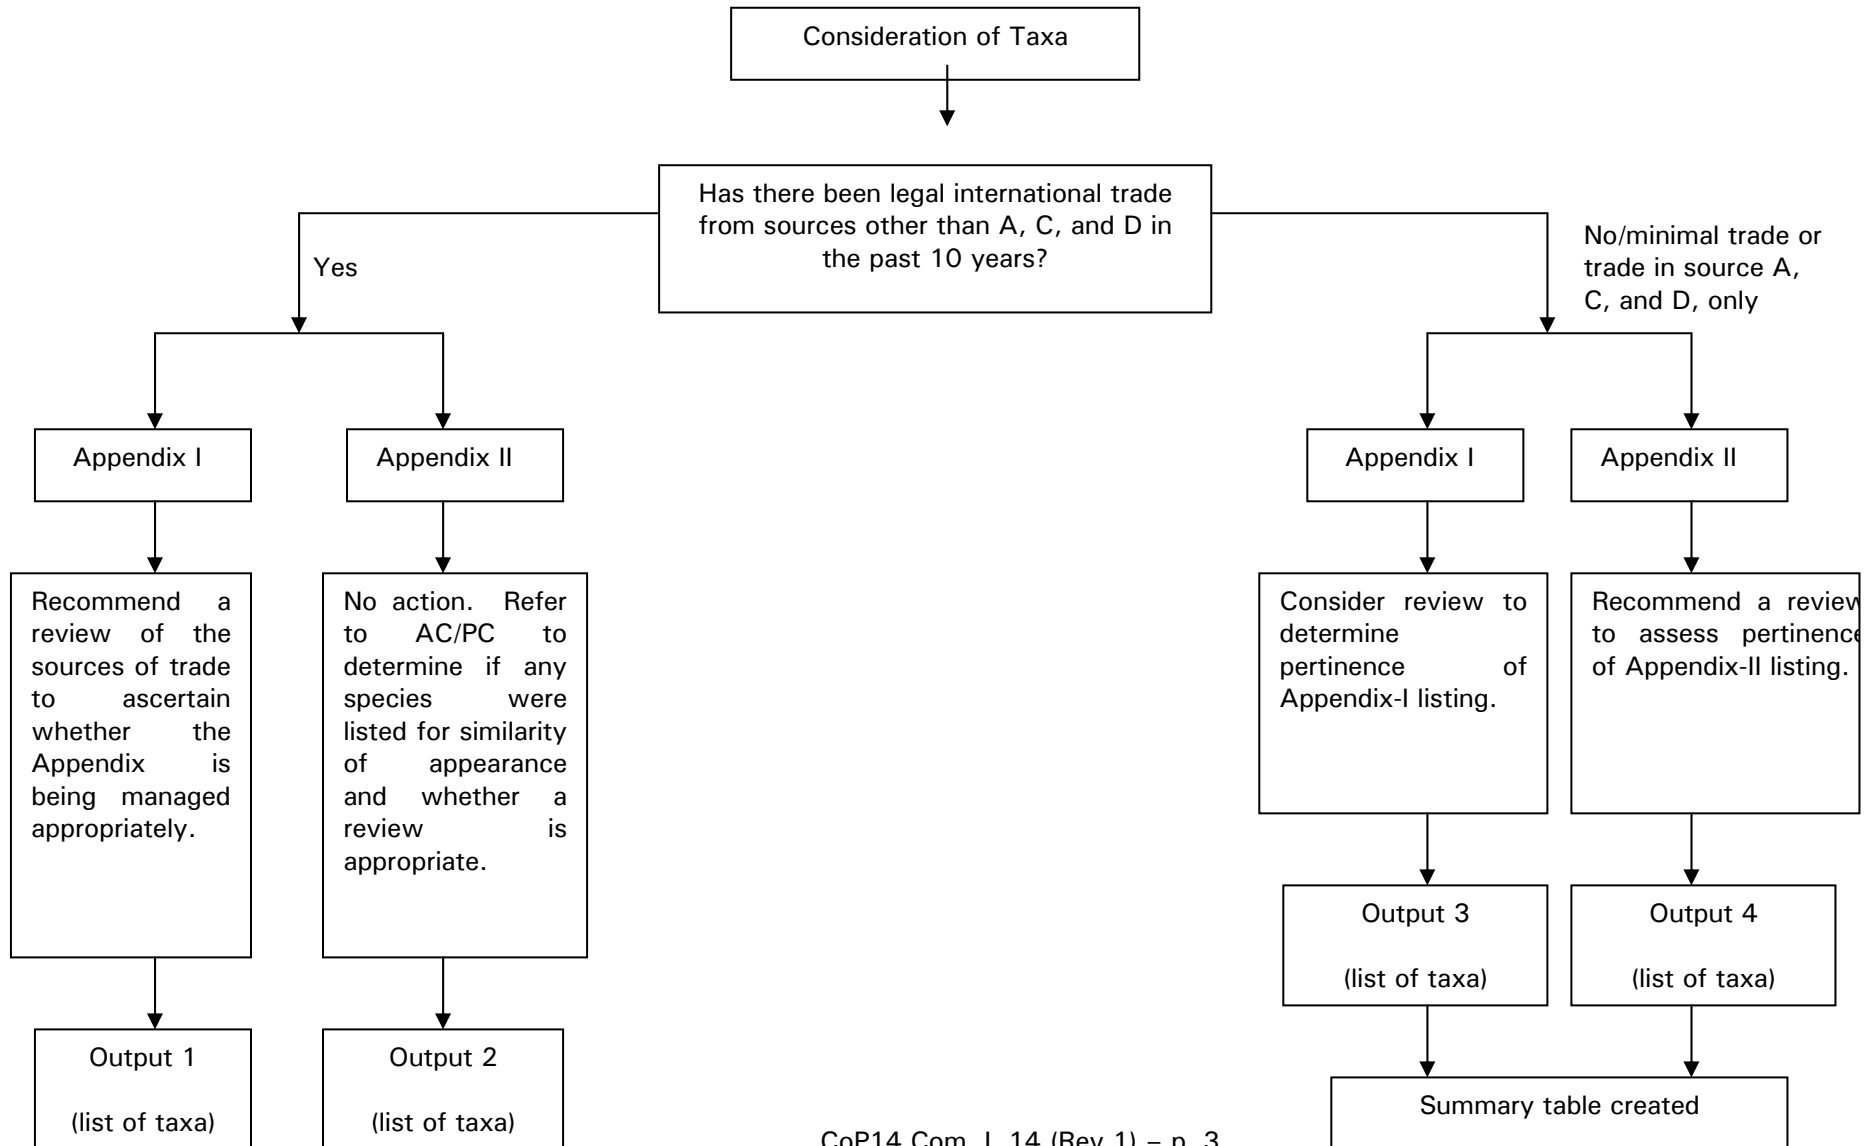 Consideration of Taxa
Has there been legal international trade
from sources other than A, C, and D in
the past 10 years?
Yes
No/minimal trade or
trade in source A,
C, and D, only
Appendix I
Appendix II
Appendix I
Appendix II
Recommend a
review of the
sources of trade
to ascertain
whether the
Appendix is
being managed
appropriately.
No action. Refer
to AC/PC to
determine if any
species were
listed for similarity
of appearance
and whether a
review is
appropriate.
Consider review to
determine
pertinence of
Appendix-I listing.
Recommend a review
to assess pertinence
of Appendix-II listing.
Output 3
(list of taxa)
Output 4
(list of taxa)
Output 1
(list of taxa)
Output 2
(list of taxa)
Summary table created
CoP14 Com. I. 14 (Rev 1) – p. 3